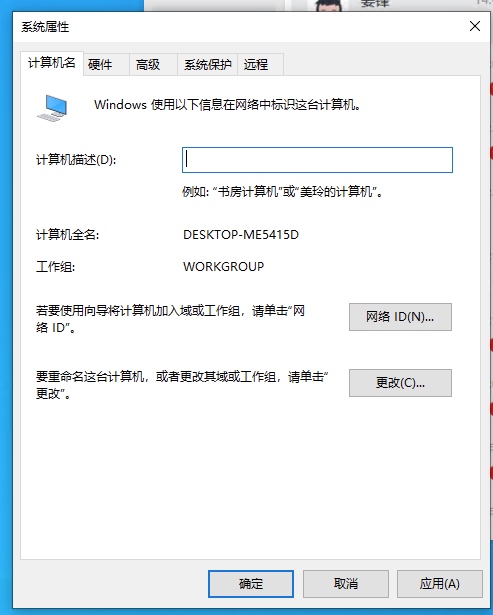 系统属性
计算机名 硬件 高级 系统保护 远程
Windows 使用以下信息在网络中标识这台计算机。
计算机描述(D):
例如: “书房计算机”或“美玲的计算机”。
计算机全名: DESKTOP-ME5415D
工作组: WORKGROUP
若要使用向导将计算机加入域或工作组，请单击“网
络 ID”。
网络 ID(N)...
要重命名这台计算机，或者更改其域或工作组，请单击“
更改”。
更改(C)...
确定 取消 应用(A)